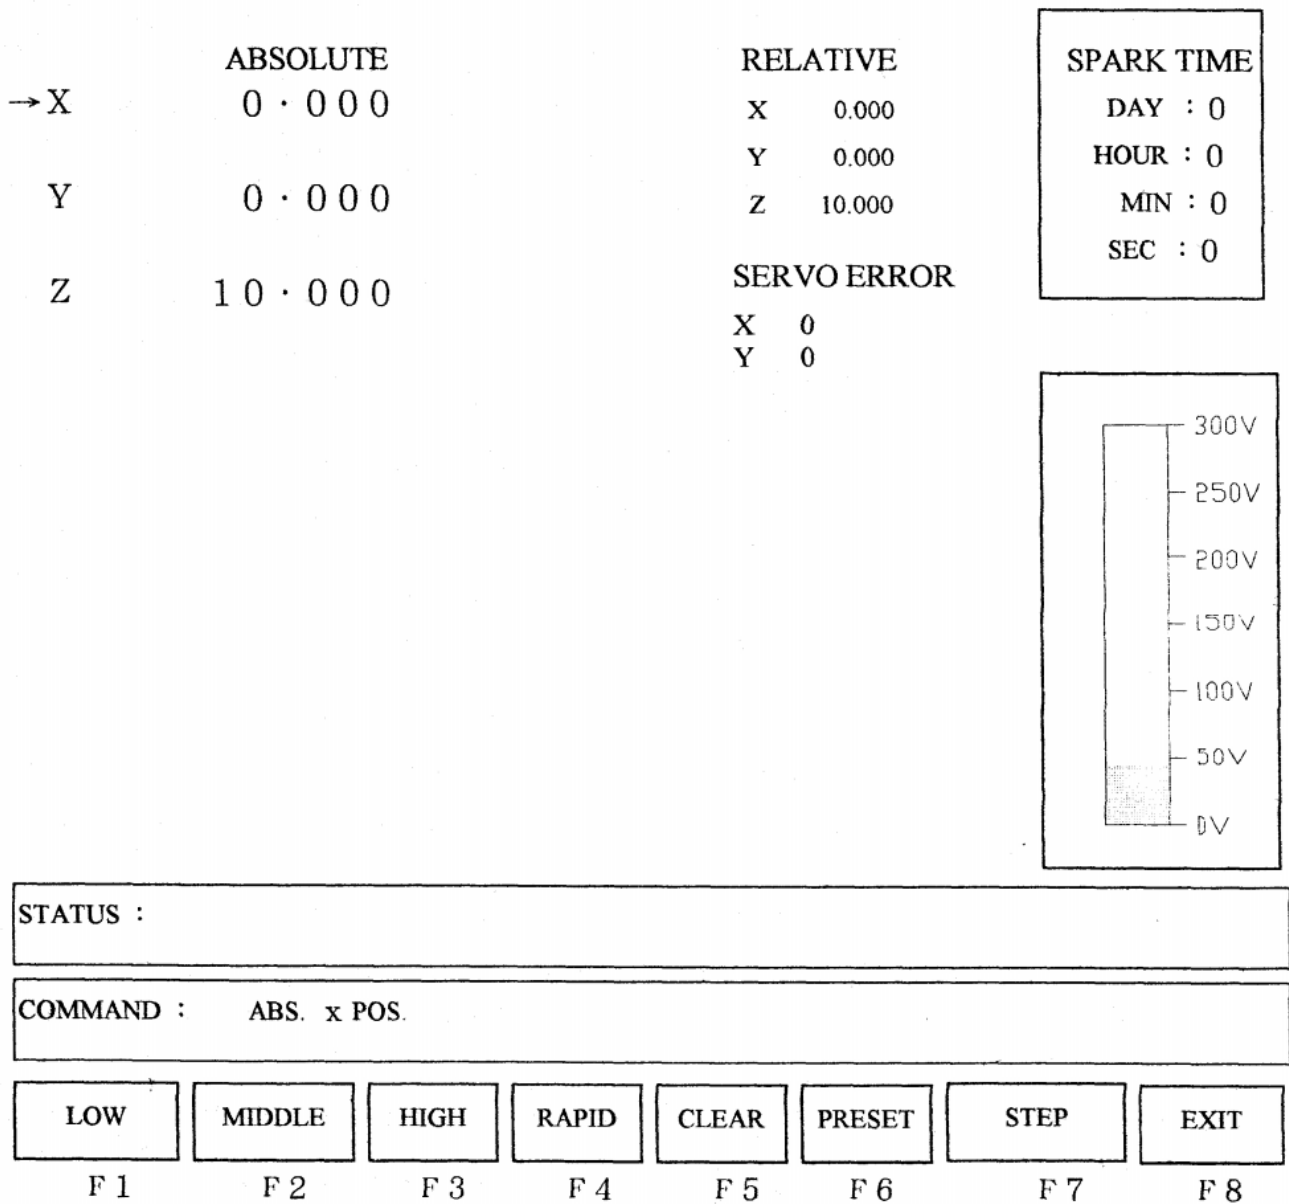 ABSOLUTE
→X 0·000
Y 0·000
Z 10·000
RELATIVE
X 0.000
Y 0.000
Z 10.000
SERVO ERROR
X 0
Y 0
SPARK TIME
DAY : 0
HOUR : 0
MIN : 0
SEC : 0
300V
250V
200V
150V
100V
50V
0V
STATUS :
COMMAND : ABS. x POS.
LOW MIDDLE HIGH RAPID CLEAR PRESET STEP EXIT
F1 F2 F3 F4 F5 F6 F7 F8